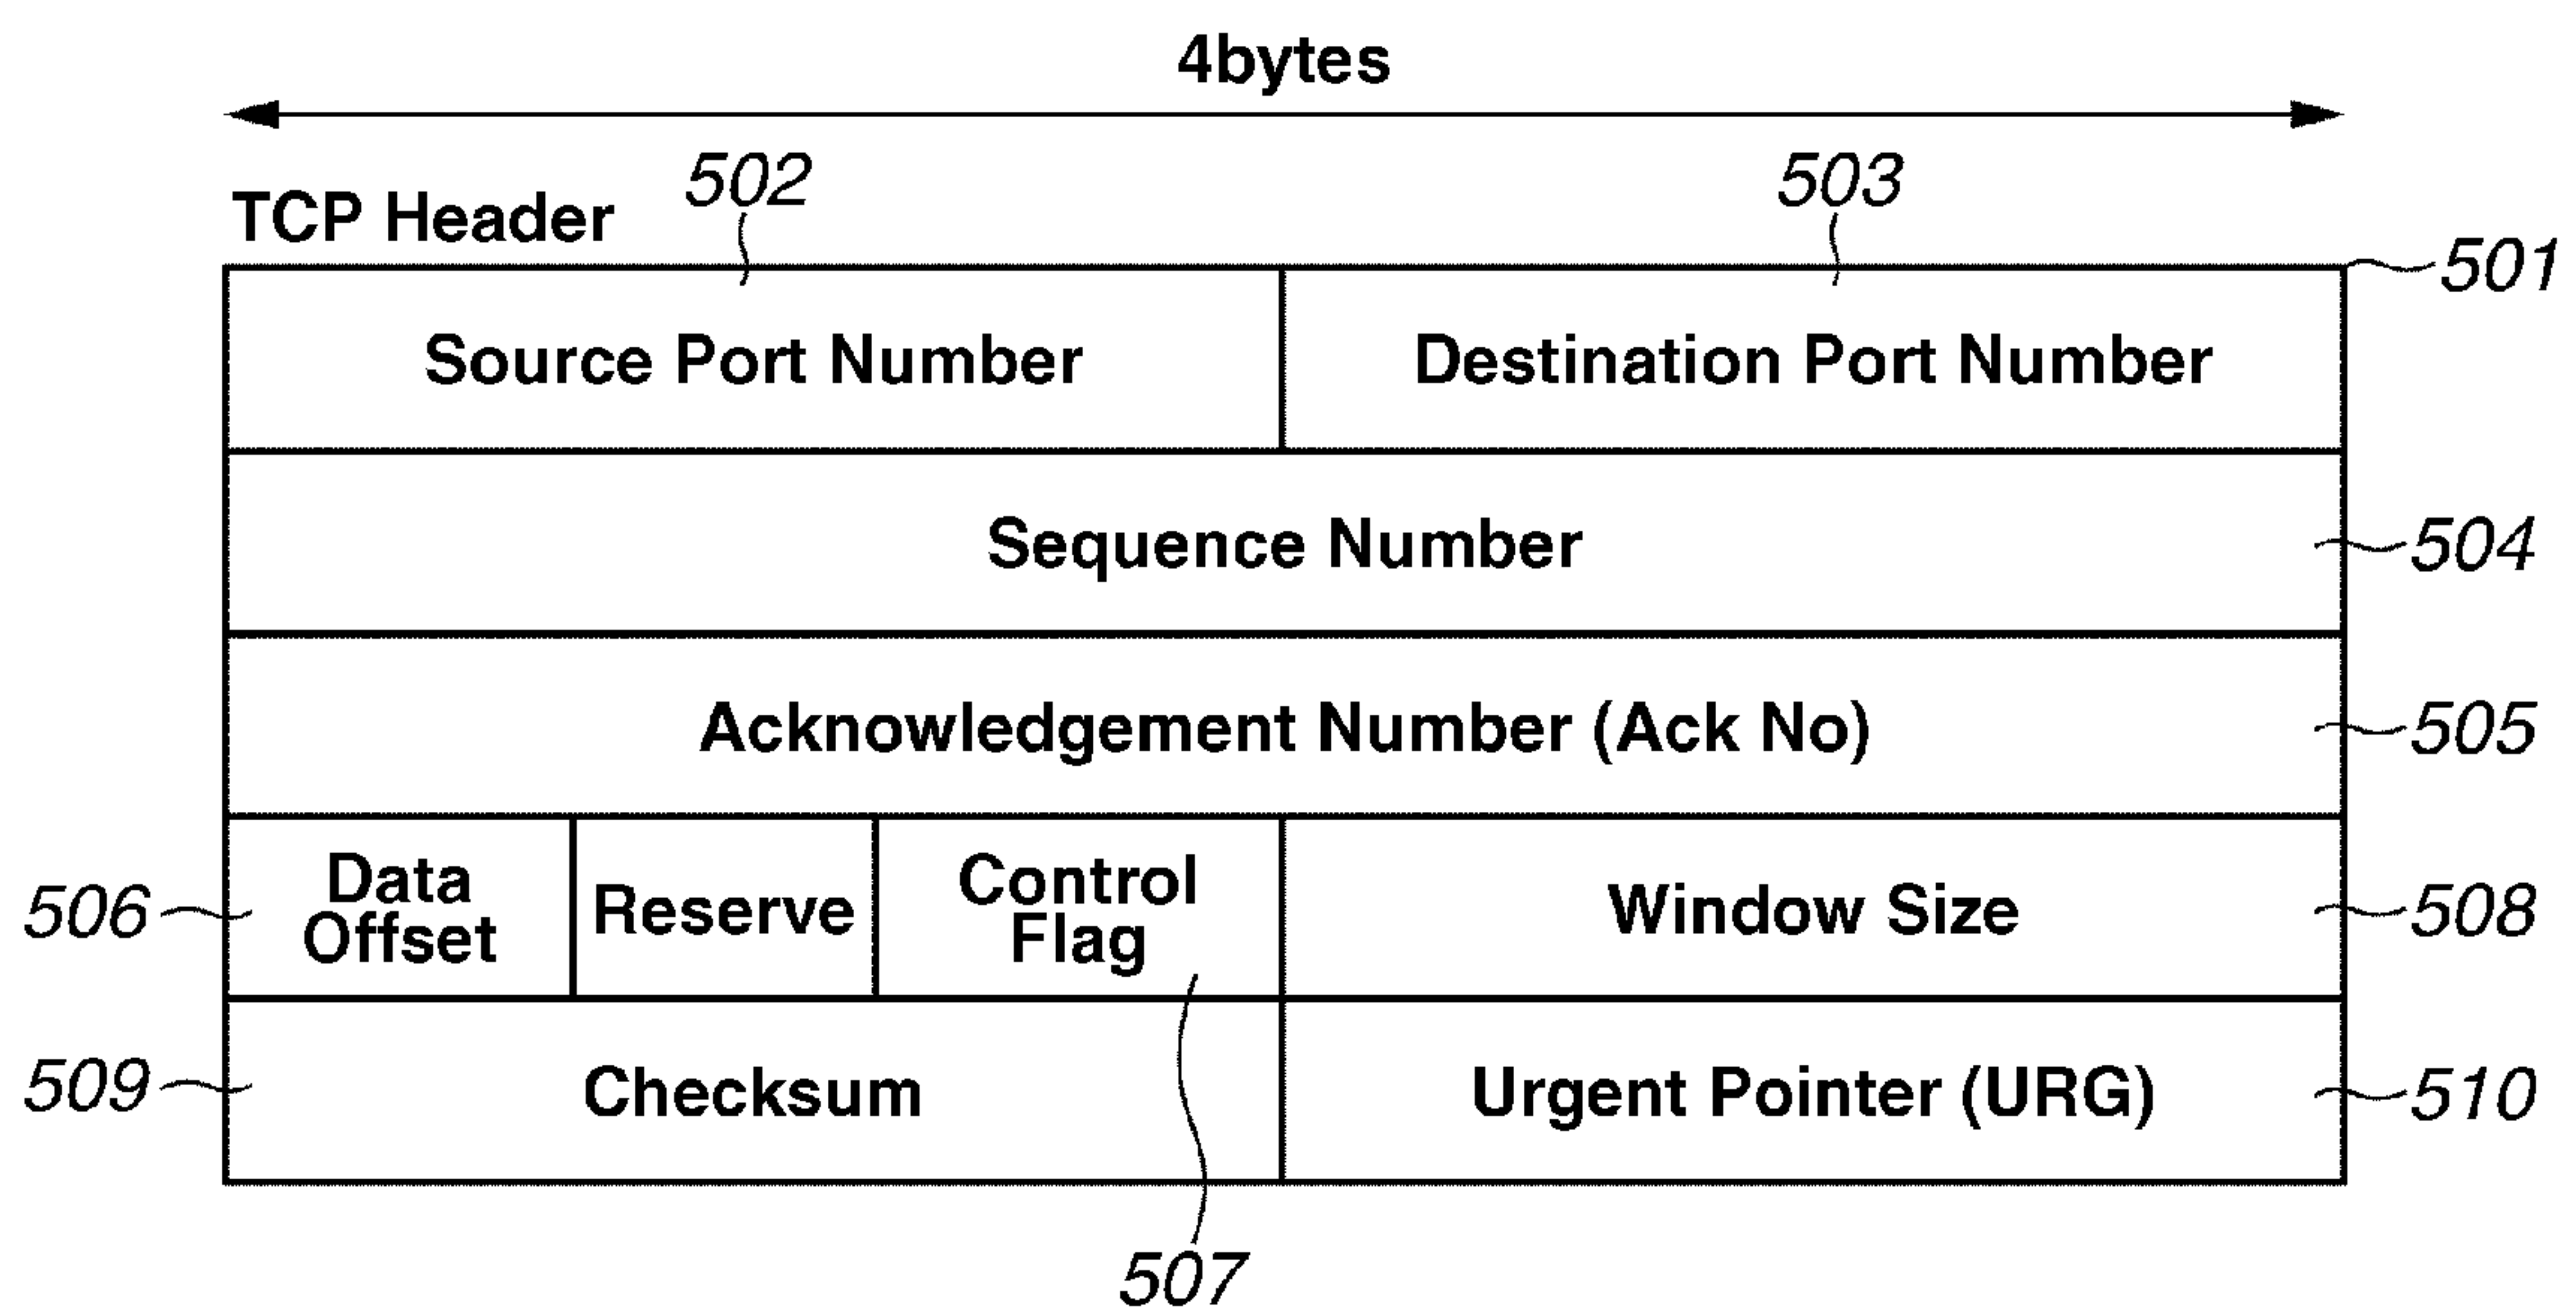 4bytes
TCP Header
502
503
501
Source Port Number
Destination Port Number
Sequence Number
504
Acknowledgement Number (Ack No)
505
506
Data
Offset
Reserve
Control
Flag
Window Size
508
509
Checksum
Urgent Pointer (URG)
510
507